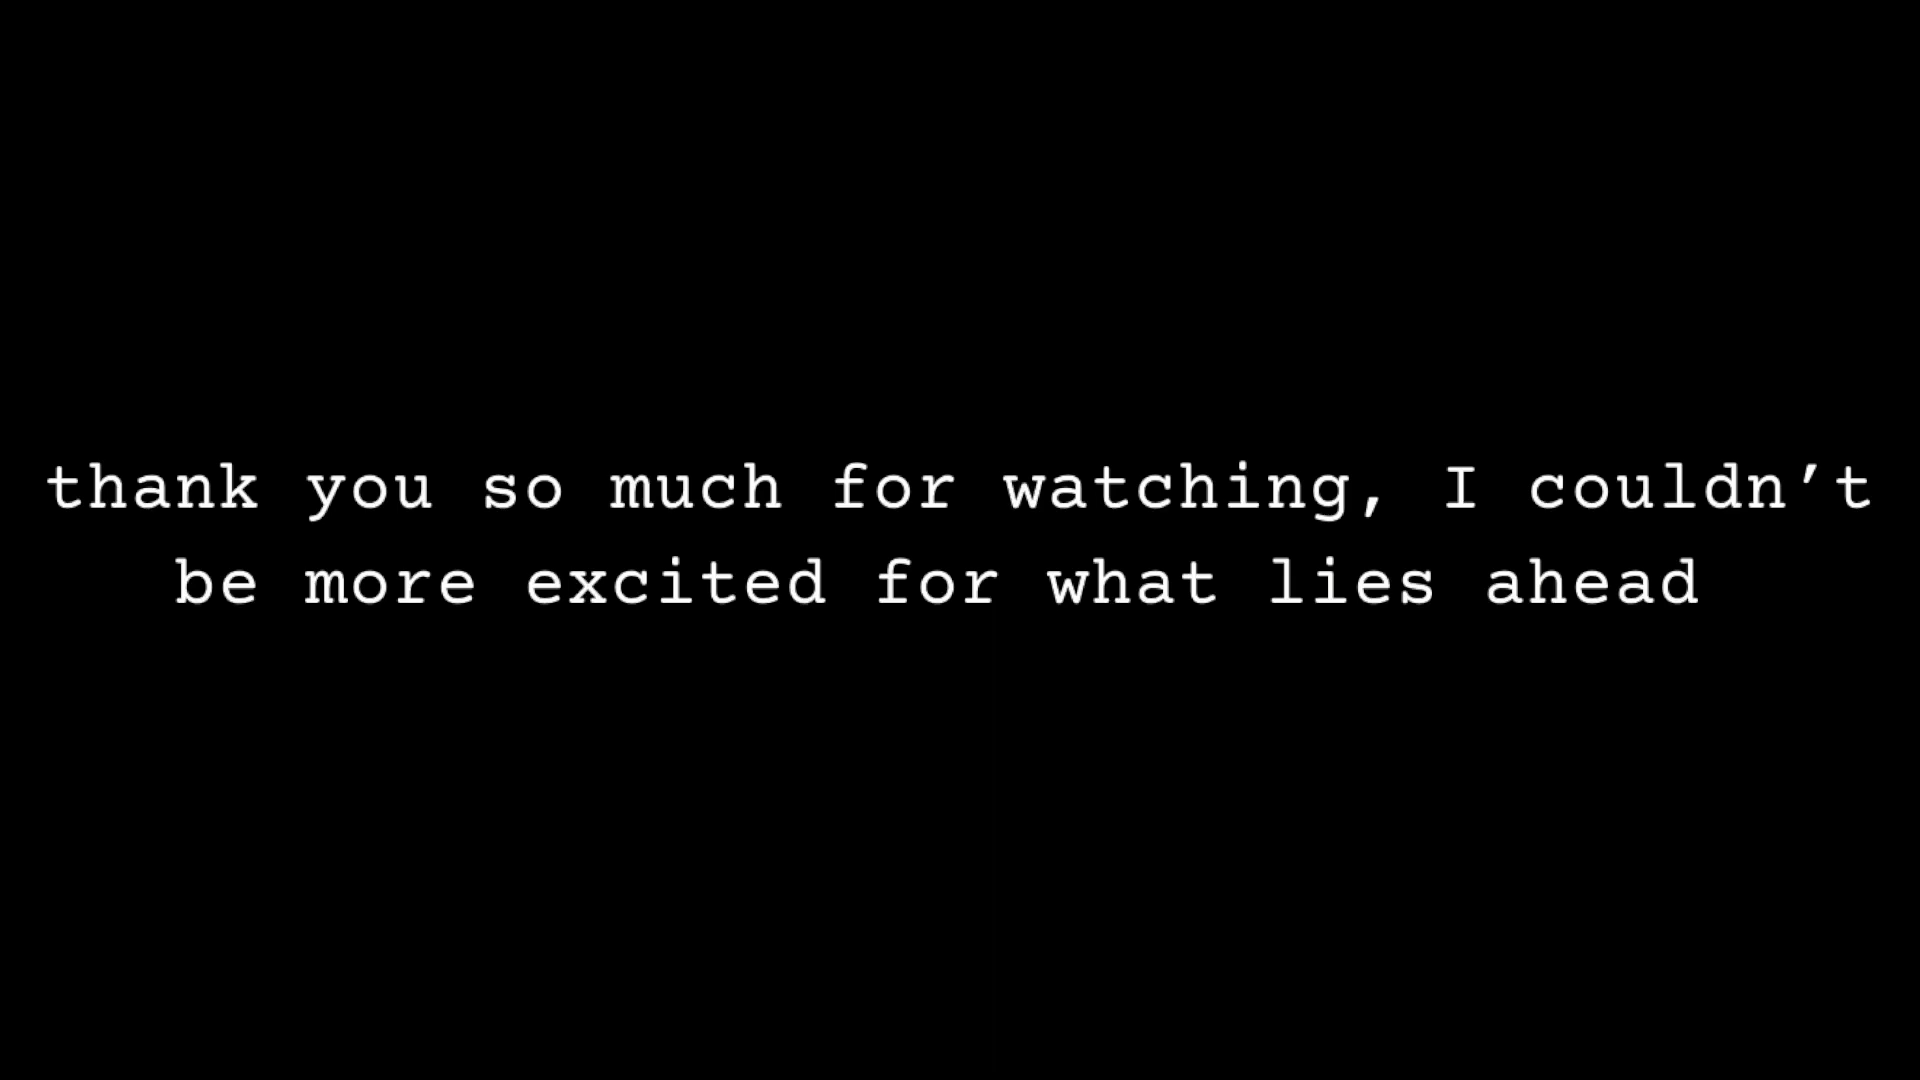 thank you so much for watching, I couldn’t
be more excited for what lies ahead